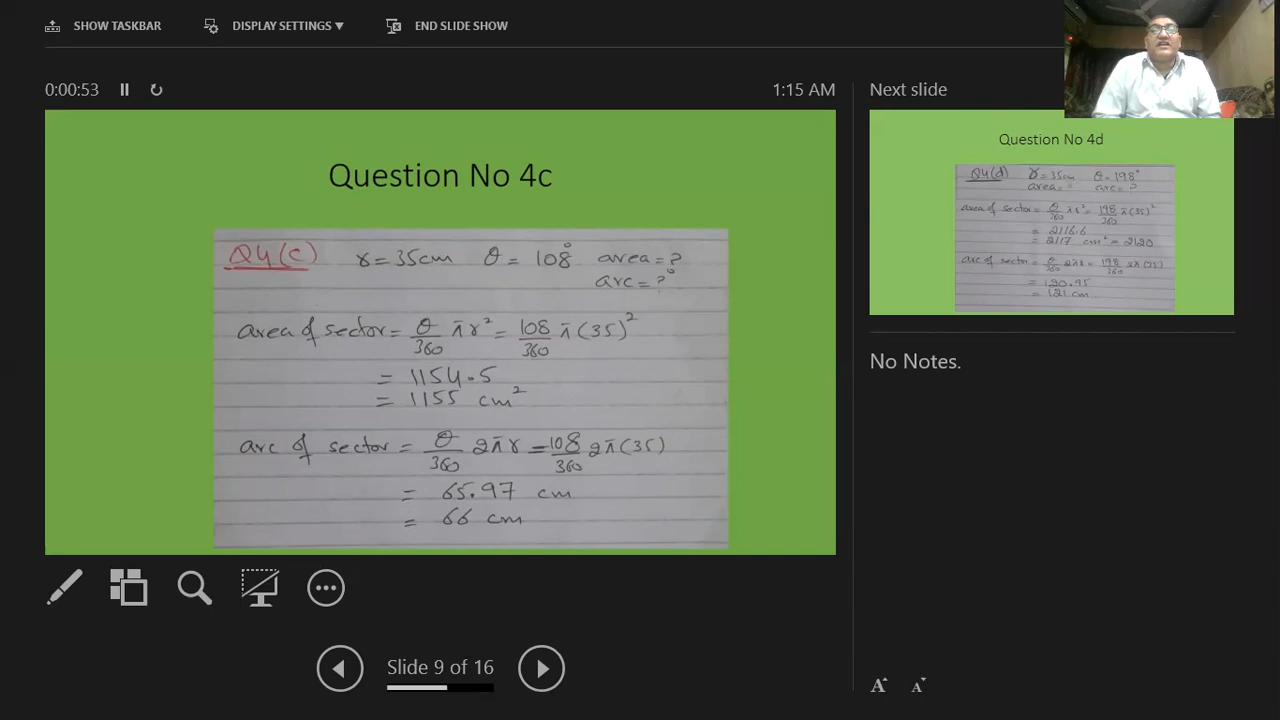 SHOW TASKBAR DISPLAY SETTINGS ▼ END SLIDE SHOW
0:00:53 1:15 AM
Question No 4c
Q4(c) r = 35cm θ = 108° area = ?
arc = ?
area of sector = θ/360 πr² = 108/360 π(35)²
= 1154.5
= 1155 cm²
arc of sector = θ/360 2πr = 108/360 2π(35)
= 65.97 cm
= 66 cm
Slide 9 of 16
Next slide
Question No 4d
Q4(d) r = 35cm θ = 198°
area = ? arc = ?
area of sector = θ/360 πr² = 198/360 π(35)²
= 2116.6
= 2117 cm² = 2120
arc of sector = θ/360 2πr = 198/360 2π(35)
= 120.95
= 121 cm
No Notes.
A A